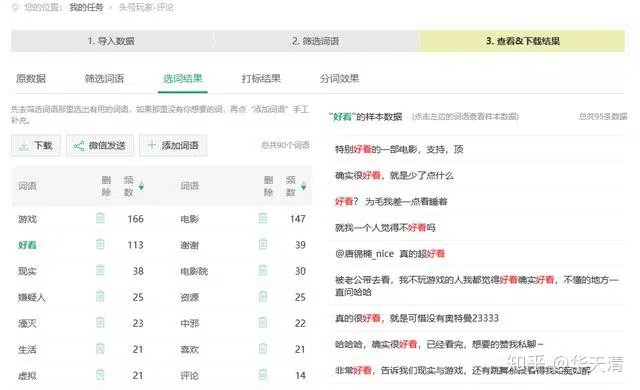 您的位置: 我的任务 > 头号玩家-评论
1. 导入数据
2. 筛选词语
3. 查看&下载结果
原数据
筛选词语
选词结果
打标结果
分词效果
先去筛选词语那里选出有用的词语，如果那里没有你想要的词，再点“添加词语”手工
补充。
下载
微信发送
添加词语
总共90个词语
词语 删除 频数 词语 删除 频数
游戏 166 电影 147
好看 113 谢谢 39
现实 38 电影院 30
嫌疑人 25 资源 25
湮灭 23 中邪 22
生活 21 喜欢 21
虚拟 21 评论 14
“好看”的样本数据 (点击左边的词语查看样本数据) 总共95条数据
特别好看的一部电影，支持，顶
确实很好看，就是少了点什么
好看？ 为毛我差一点看睡着
就我一个人觉得不好看吗
@唐锦楠_nice 真的超好看
被老公带去看，我不玩游戏的人我都觉得好看确实好看，不懂的地方一
直问哈哈
真的很好看，就是可惜没有奥特曼23333
哈哈哈，确实很好看，已经看完，想要的赞我私聊~
非常好看，告诉我们现实与游戏，还有跳舞那段看得我如痴如醉
知乎 @华天清